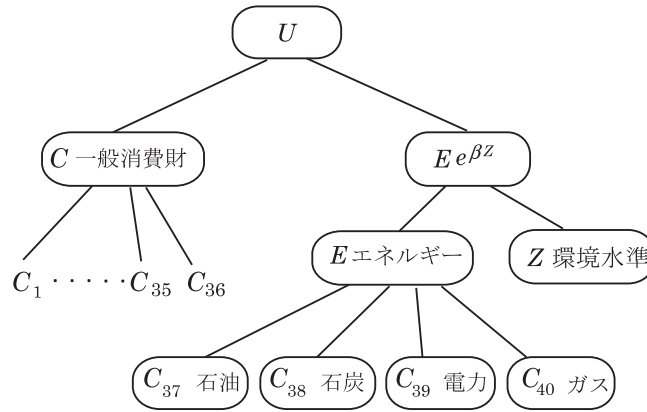 U
C 一般消費財
E e^{βZ}
E エネルギー
Z 環境水準
C_1 ·····C_35 C_36
C_37 石油
C_38 石炭
C_39 電力
C_40 ガス